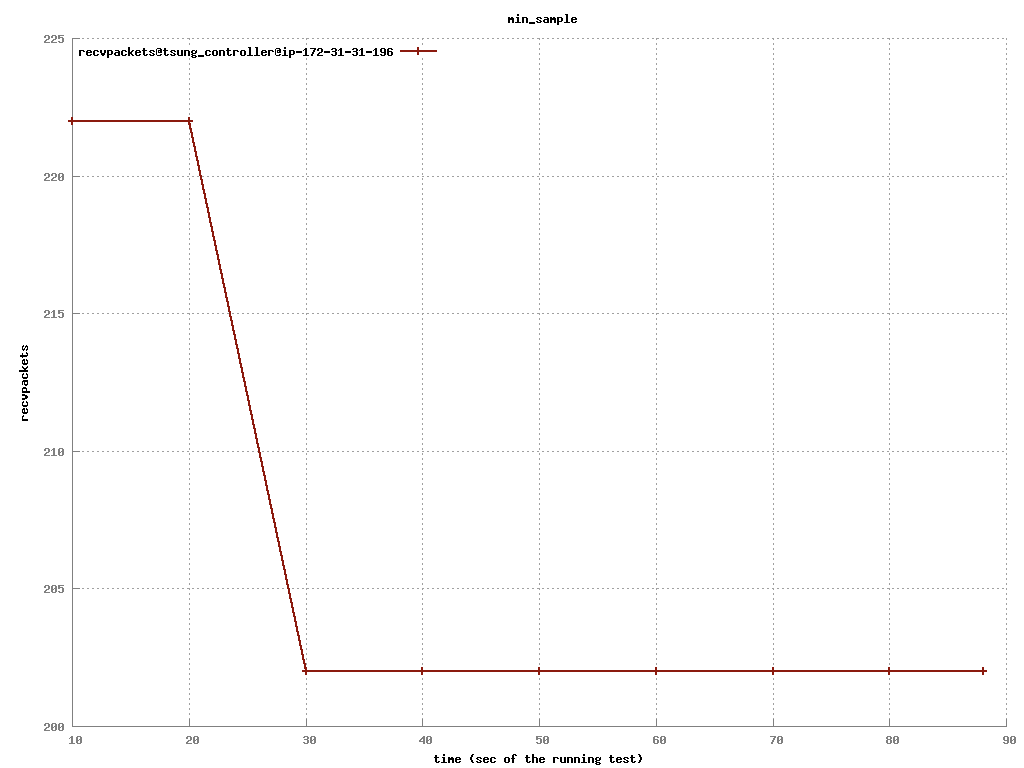 min_sample
225
recvpackets@tsung_controller@ip-172-31-31-196
220
215
recvpackets
210
205
200
10 20 30 40 50 60 70 80 90
time (sec of the running test)